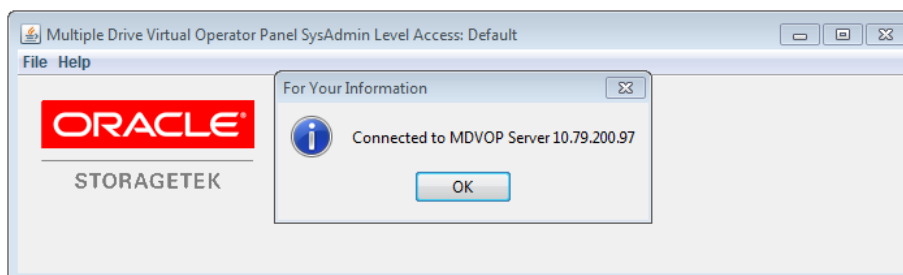 Multiple Drive Virtual Operator Panel SysAdmin Level Access: Default
File Help
For Your Information
ORACLE®
Connected to MDVOP Server 10.79.200.97
STORAGETEK
OK